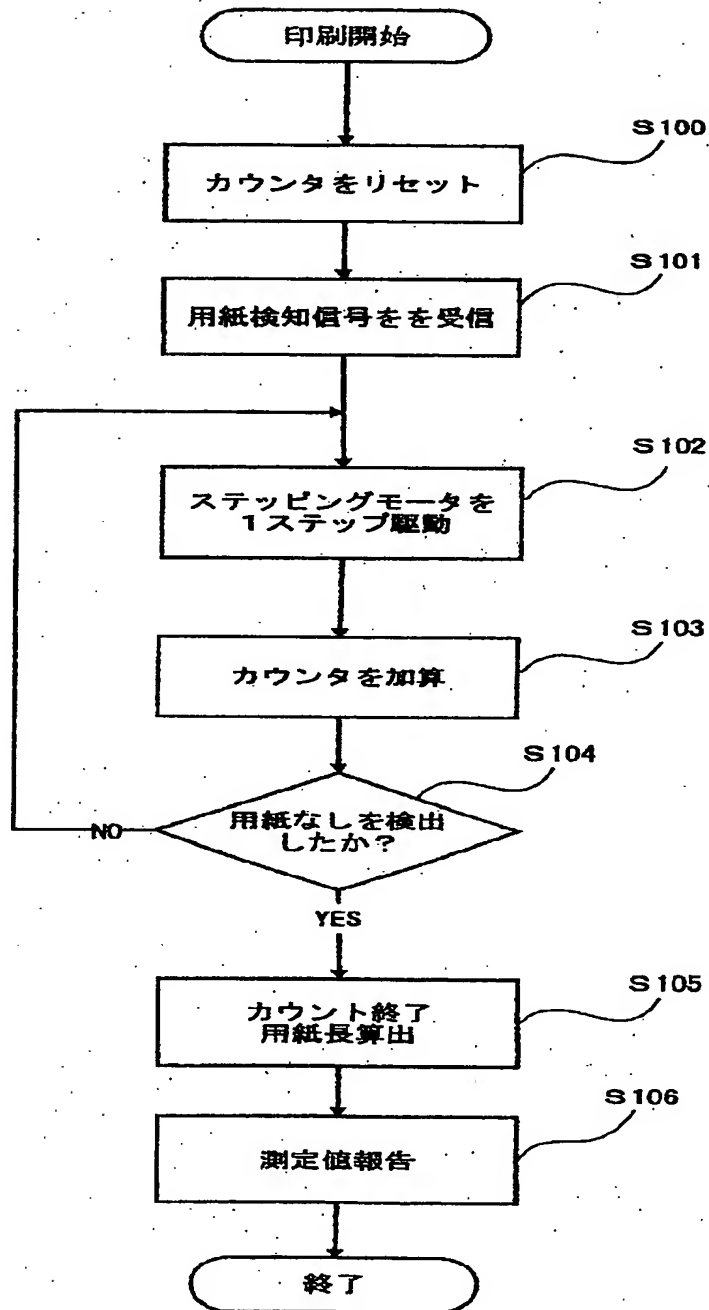 印刷開始
S100
カウンタをリセット
S101
用紙検知信号をを受信
S102
ステッピングモータを
1ステップ駆動
S103
カウンタを加算
S104
用紙なしを検出
したか?
NO
YES
S105
カウント終了
用紙長算出
S106
測定値報告
終了